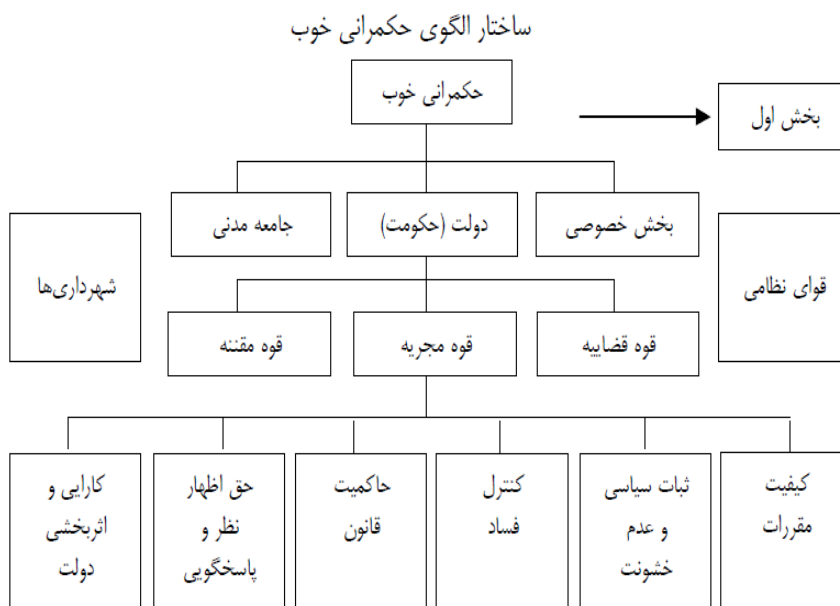 ساختار الگوی حکمرانی خوب
حکمرانی خوب
بخش اول
بخش خصوصی
دولت (حکومت)
جامعه مدنی
قوای نظامی
شهرداری‌ها
قوه قضاییه
قوه مجریه
قوه مقننه
کیفیت
مقررات
ثبات سیاسی
و عدم
خشونت
کنترل
فساد
حاکمیت
قانون
حق اظهار
نظر و
پاسخگویی
کارایی و
اثربخشی
دولت